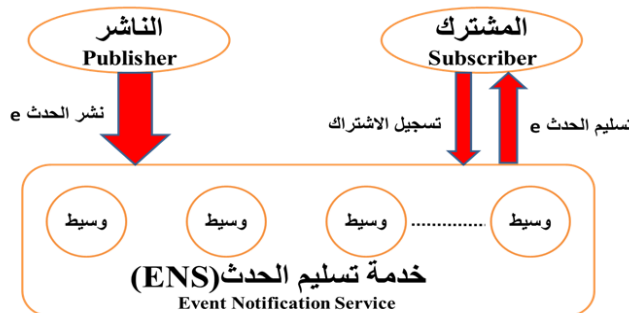 الناشر
Publisher
المشترك
Subscriber
نشر الحدث e
تسجيل الاشتراك
تسليم الحدث e
وسيط
وسيط
وسيط
...............
وسيط
خدمة تسليم الحدث(ENS)
Event Notification Service